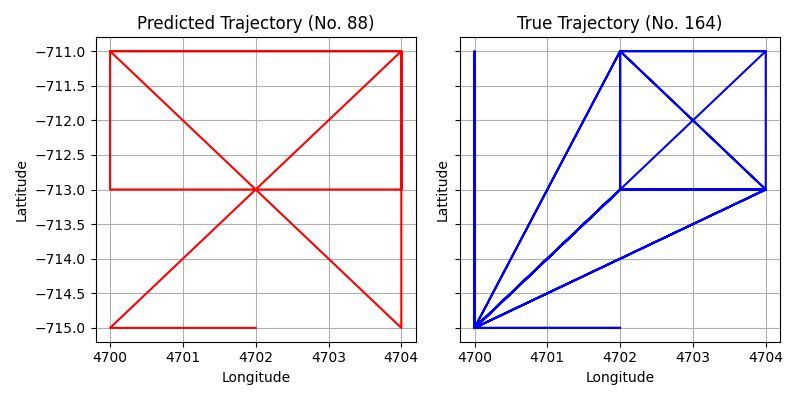 Predicted Trajectory (No. 88)
Lattitude
−711.0
−711.5
−712.0
−712.5
−713.0
−713.5
−714.0
−714.5
−715.0
4700 4701 4702 4703 4704
Longitude
True Trajectory (No. 164)
Lattitude
4700 4701 4702 4703 4704
Longitude